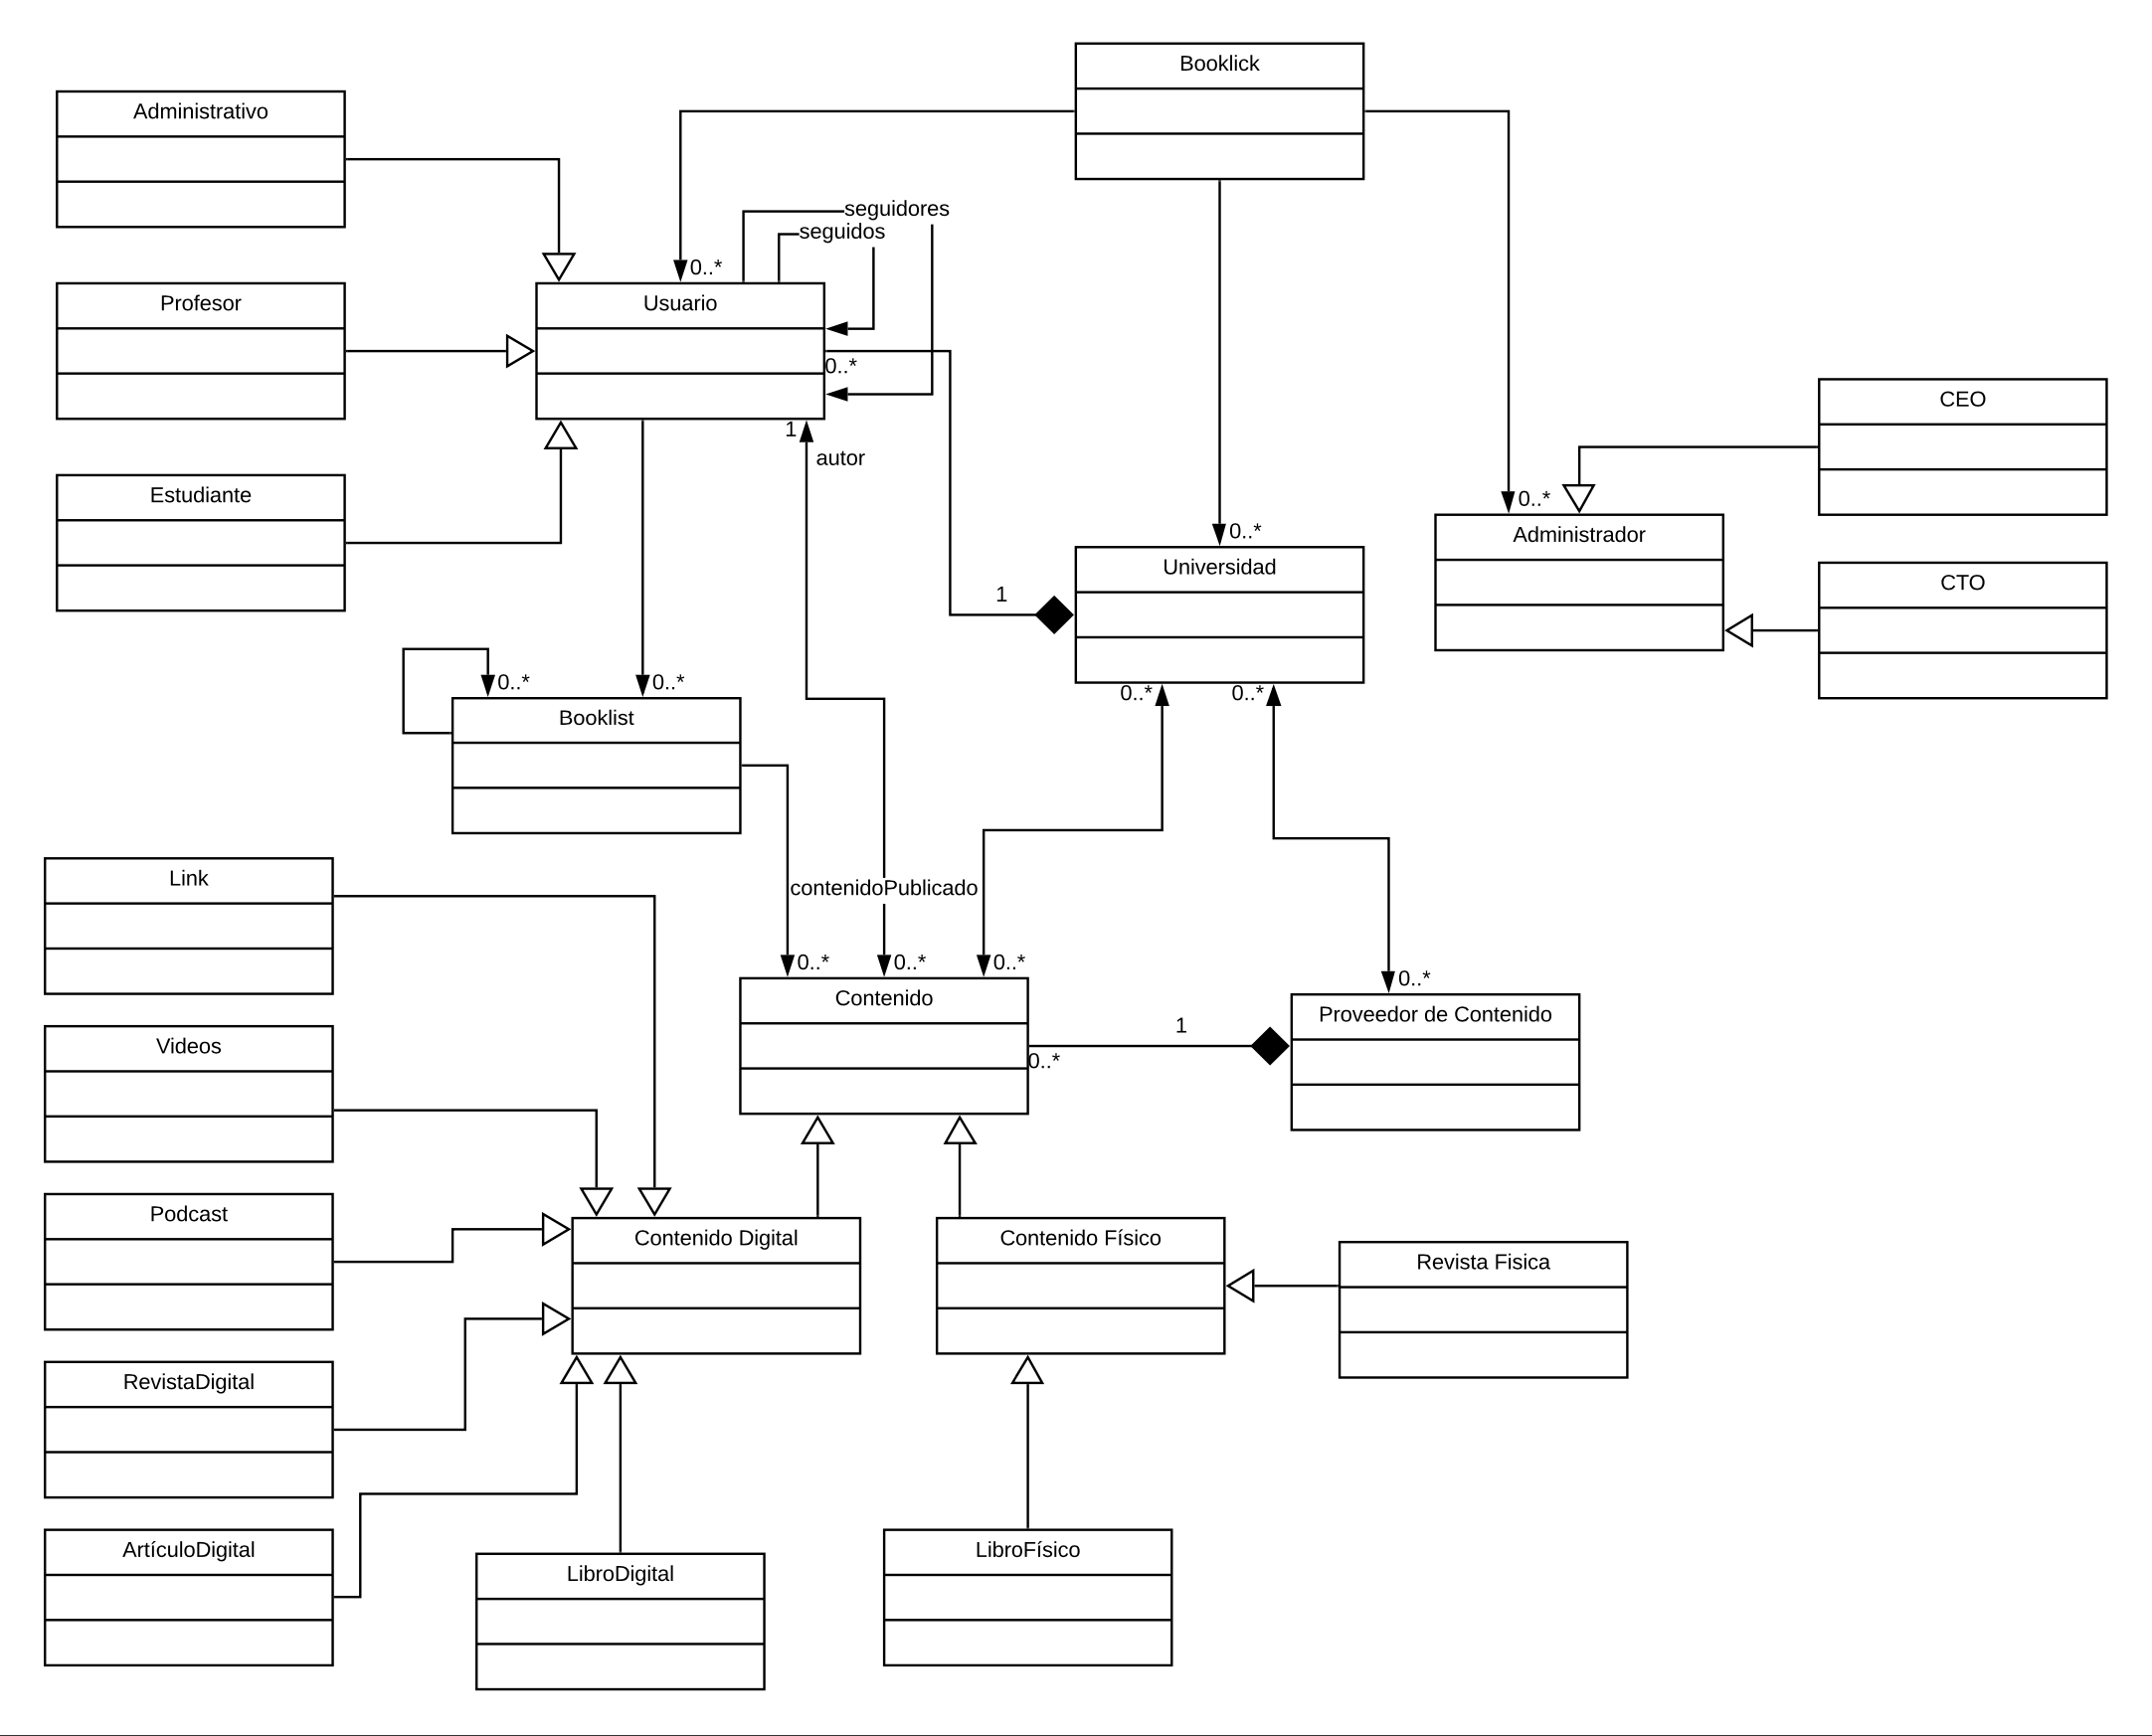 Booklick
Administrativo
seguidores
seguidos
0..*
Profesor
Usuario
0..*
CEO
1
autor
Estudiante
0..*
0..*
Administrador
Universidad
CTO
1
0..*
0..*
0..*
0..*
Booklist
Link
contenidoPublicado
0..*
0..*
0..*
0..*
Contenido
Proveedor de Contenido
1
0..*
Videos
Podcast
Contenido Digital
Contenido Físico
Revista Fisica
RevistaDigital
ArtículoDigital
LibroDigital
LibroFísico